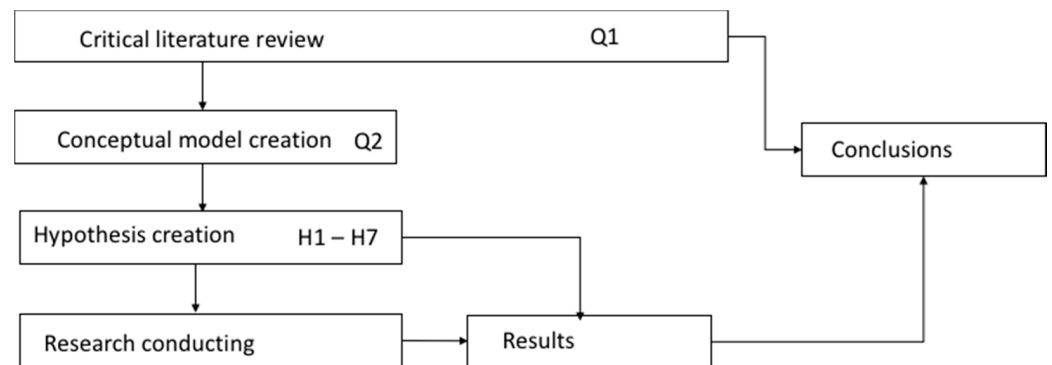 Critical literature review Q1
Conceptual model creation Q2
Conclusions
Hypothesis creation H1 – H7
Research conducting
Results